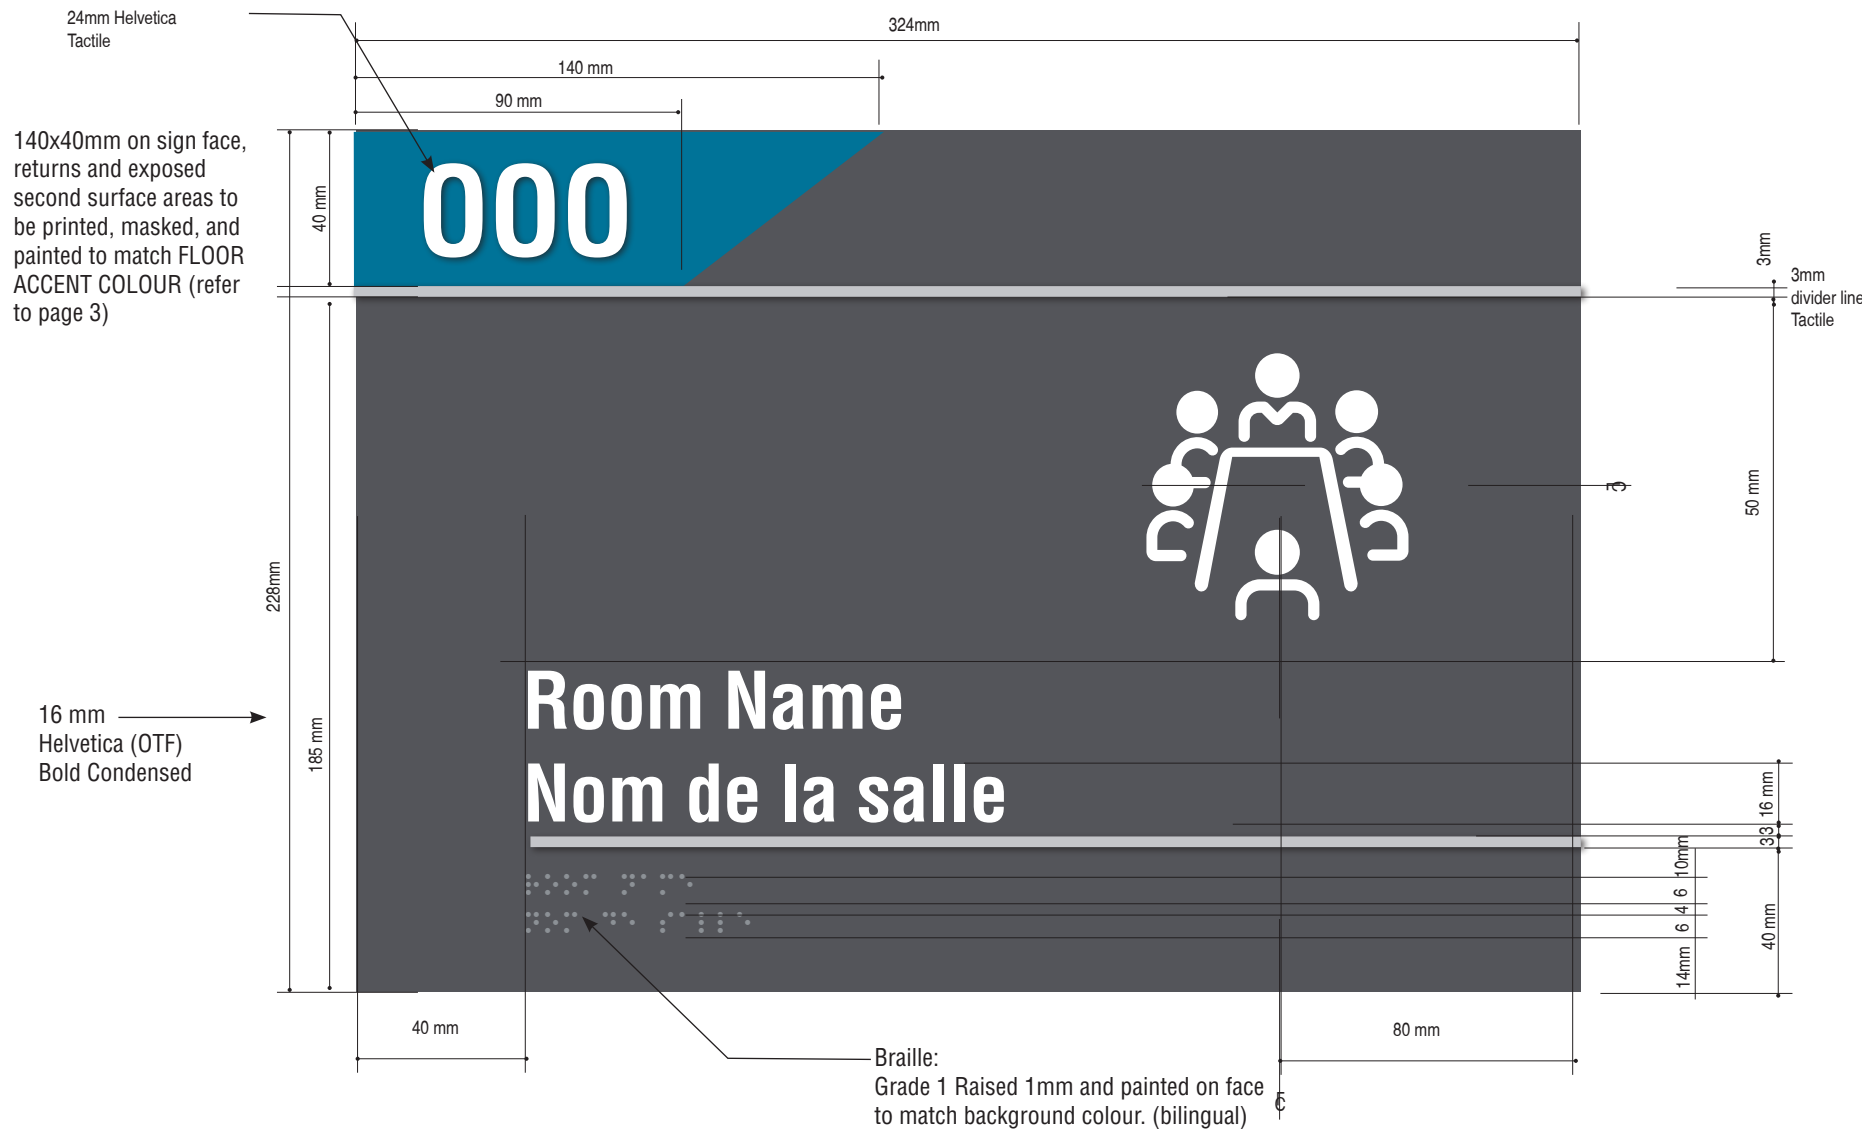 24mm Helvetica
Tactile
324mm
140 mm
90 mm
140x40mm on sign face,
returns and exposed
second surface areas to
be printed, masked, and
painted to match FLOOR
ACCENT COLOUR (refer
to page 3)
40 mm
000
3mm
3mm
divider line
Tactile
50 mm
228mm
185 mm
16 mm
Helvetica (OTF)
Bold Condensed
Room Name
Nom de la salle
16 mm
3
3
10mm
6
4
6
14mm
40 mm
40 mm
80 mm
Braille:
Grade 1 Raised 1mm and painted on face
to match background colour. (bilingual)